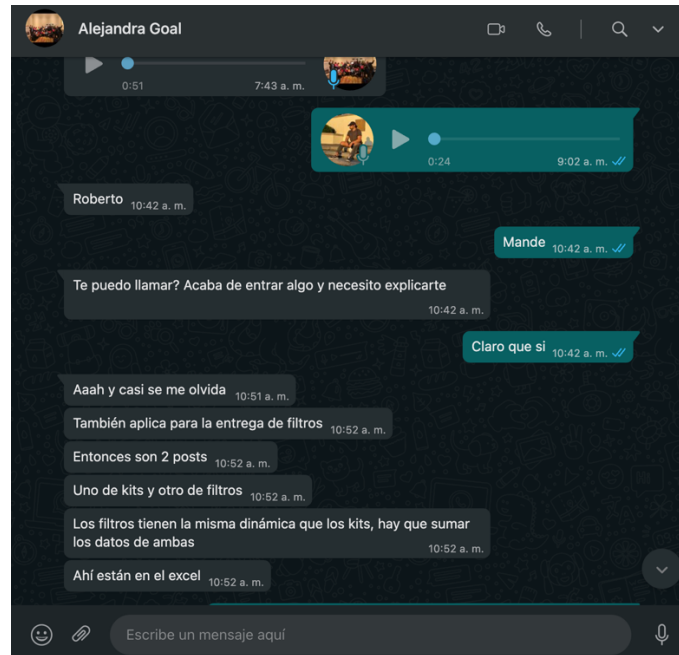 Alejandra Goal
0:51 7:43 a. m.
0:24 9:02 a. m.
Roberto 10:42 a. m.
Mande 10:42 a. m.
Te puedo llamar? Acaba de entrar algo y necesito explicarte
10:42 a. m.
Claro que si 10:42 a. m.
Aaah y casi se me olvida 10:51 a. m.
También aplica para la entrega de filtros 10:52 a. m.
Entonces son 2 posts 10:52 a. m.
Uno de kits y otro de filtros 10:52 a. m.
Los filtros tienen la misma dinámica que los kits, hay que sumar
los datos de ambas 10:52 a. m.
Ahí están en el excel 10:52 a. m.
Escribe un mensaje aquí